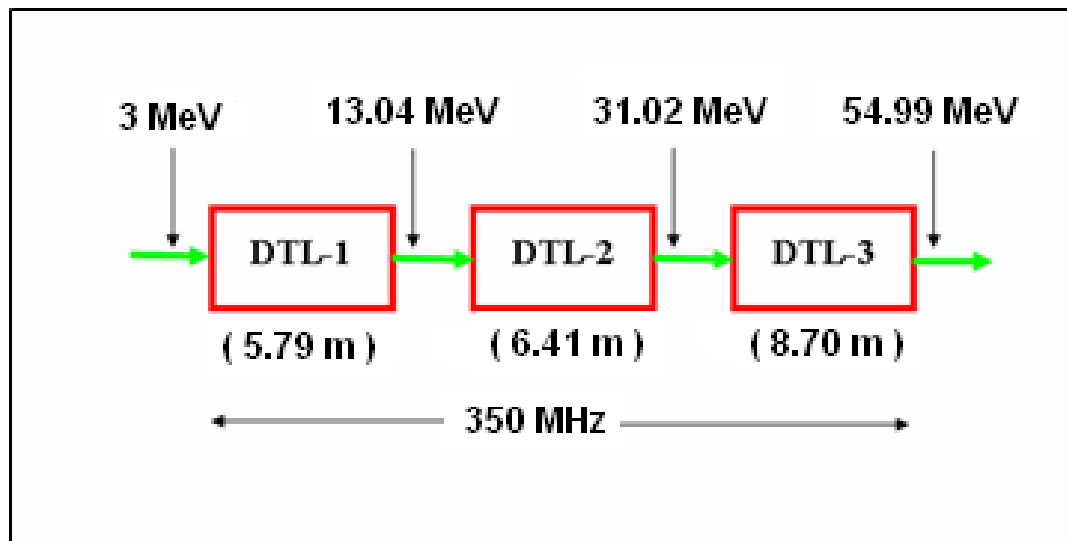 3 MeV 13.04 MeV 31.02 MeV 54.99 MeV
DTL-1 DTL-2 DTL-3
( 5.79 m ) ( 6.41 m ) ( 8.70 m )
350 MHz